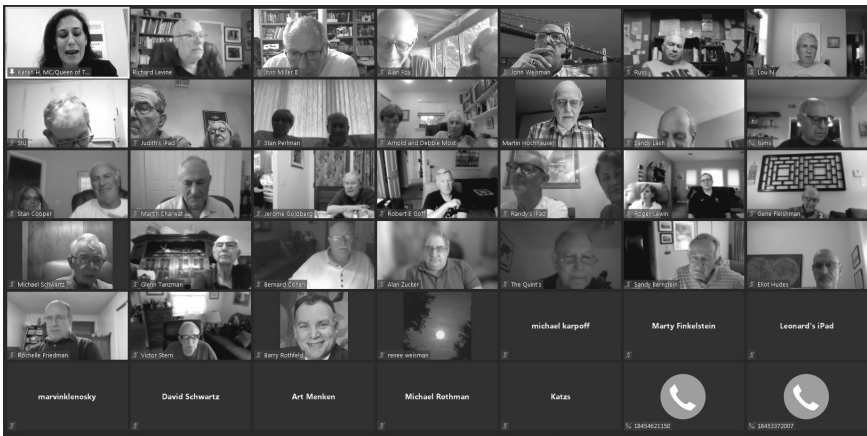 Karen H, MC/Queen of T...
Richard Levine
Irvin Miller E
Alan Fox
John Weisman
Russ
Lou N
Stu
Judith's iPad
Stan Perlman
Arnold and Debbie Most
Martin Hochhauser
Sandy Lash
lsims
Stan Cooper
Martin Charwat
Jerome Goldberg
Robert E Goff
Randy's iPad
Roger Lewin
Gene Fleishman
Michael Schwartz
Glenn Tanzman
Bernard Cohen
Alan Zucker
The Quint's
Sandy Bernstein
Eliot Hudes
Rochelle Friedman
Victor Stern
Barry Rothfeld
renee weisman
michael karpoff
Marty Finkelstein
Leonard's iPad
marvinklenosky
David Schwartz
Art Menken
Michael Rothman
Katzs
18454621150
18453372007